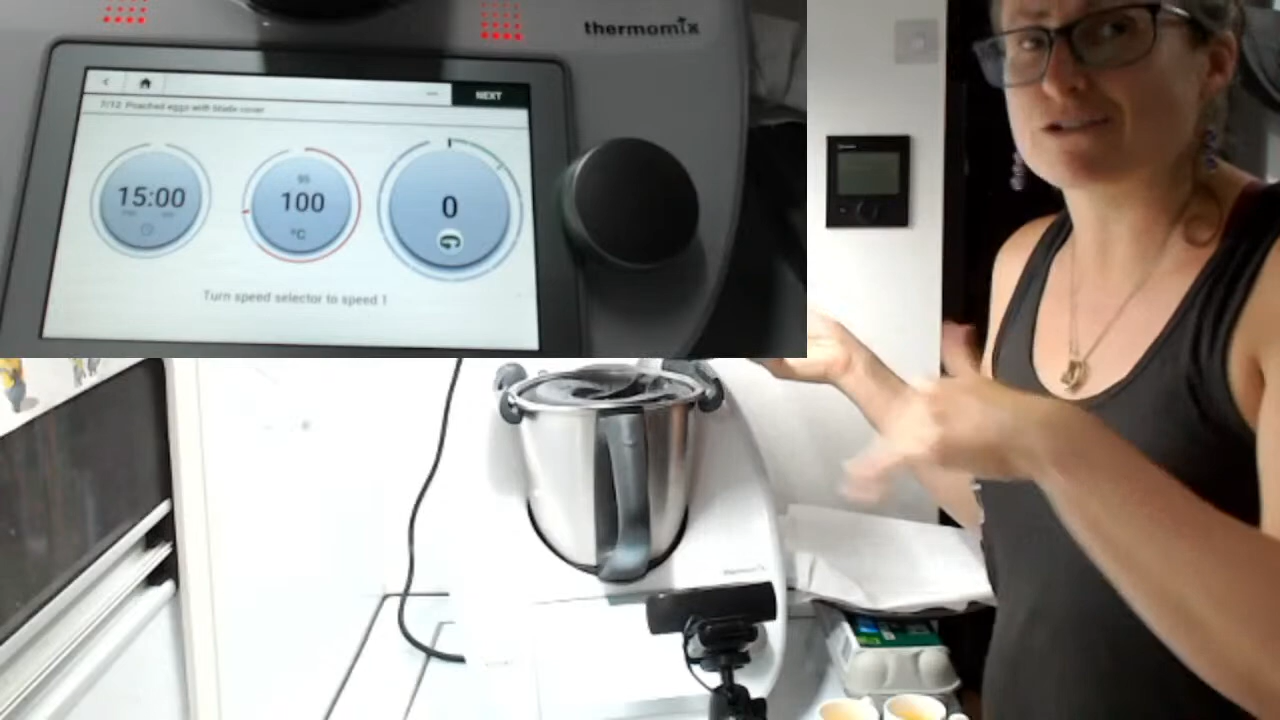 thermomix
NEXT
7/12 Poached eggs with blade cover
15:00
95
100
°C
0
Turn speed selector to speed 1
thermomix